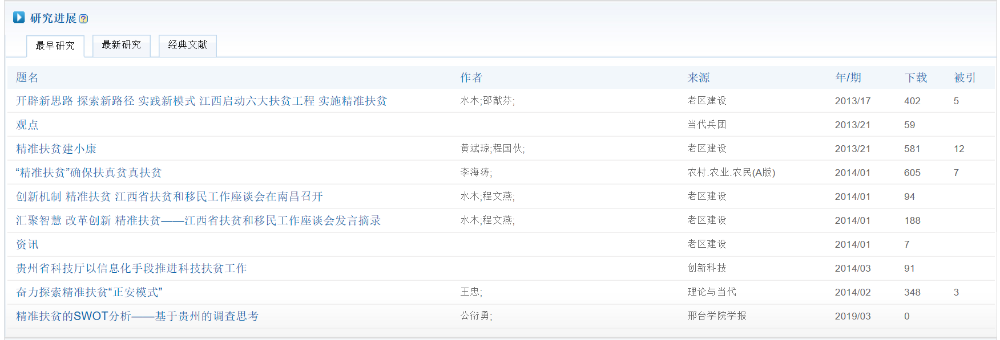 研究进展?
最早研究 最新研究 经典文献
题名 作者 来源 年/期 下载 被引
开辟新思路 探索新路径 实践新模式 江西启动六大扶贫工程 实施精准扶贫 水木;邵猷芬; 老区建设 2013/17 402 5
观点 当代兵团 2013/21 59
精准扶贫建小康 黄斌琼;程国伙; 老区建设 2013/21 581 12
“精准扶贫”确保扶真贫真扶贫 李海涛; 农村.农业.农民(A版) 2014/01 605 7
创新机制 精准扶贫 江西省扶贫和移民工作座谈会在南昌召开 水木;程文燕; 老区建设 2014/01 94
汇聚智慧 改革创新 精准扶贫——江西省扶贫和移民工作座谈会发言摘录 水木;程文燕; 老区建设 2014/01 188
资讯 老区建设 2014/01 7
贵州省科技厅以信息化手段推进科技扶贫工作 创新科技 2014/03 91
奋力探索精准扶贫“正安模式” 王忠; 理论与当代 2014/02 348 3
精准扶贫的SWOT分析——基于贵州的调查思考 公衍勇; 邢台学院学报 2019/03 0